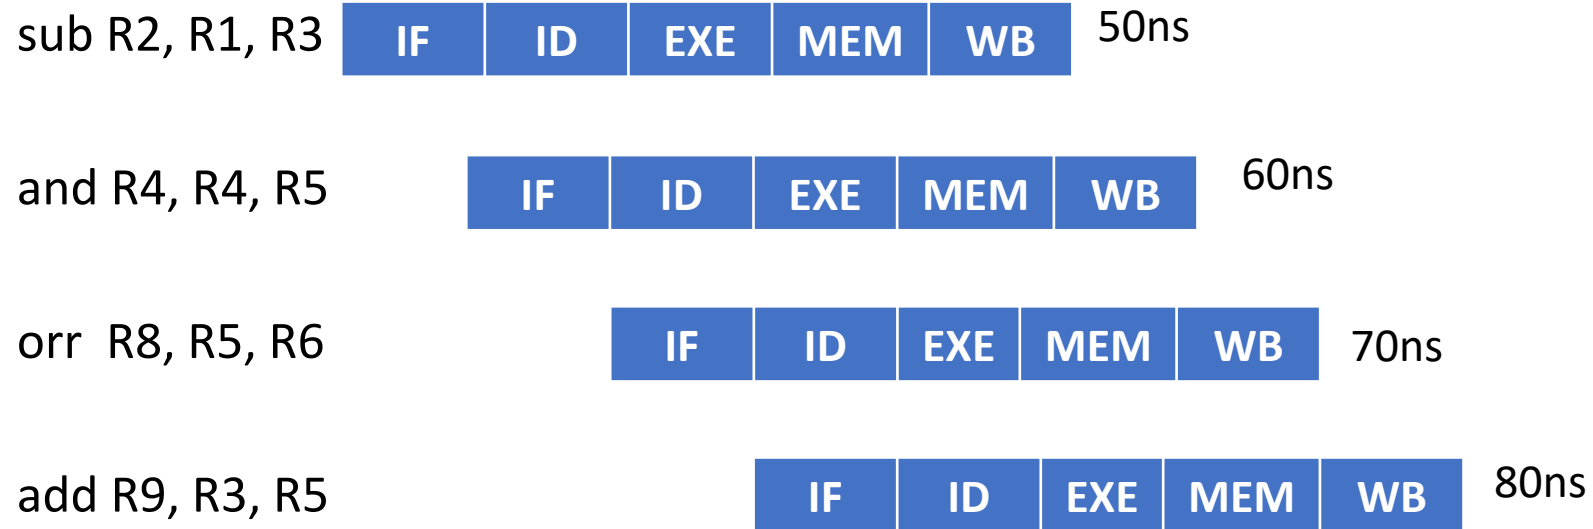 sub R2, R1, R3 IF ID EXE MEM WB 50ns
and R4, R4, R5 IF ID EXE MEM WB 60ns
orr R8, R5, R6 IF ID EXE MEM WB 70ns
add R9, R3, R5 IF ID EXE MEM WB 80ns